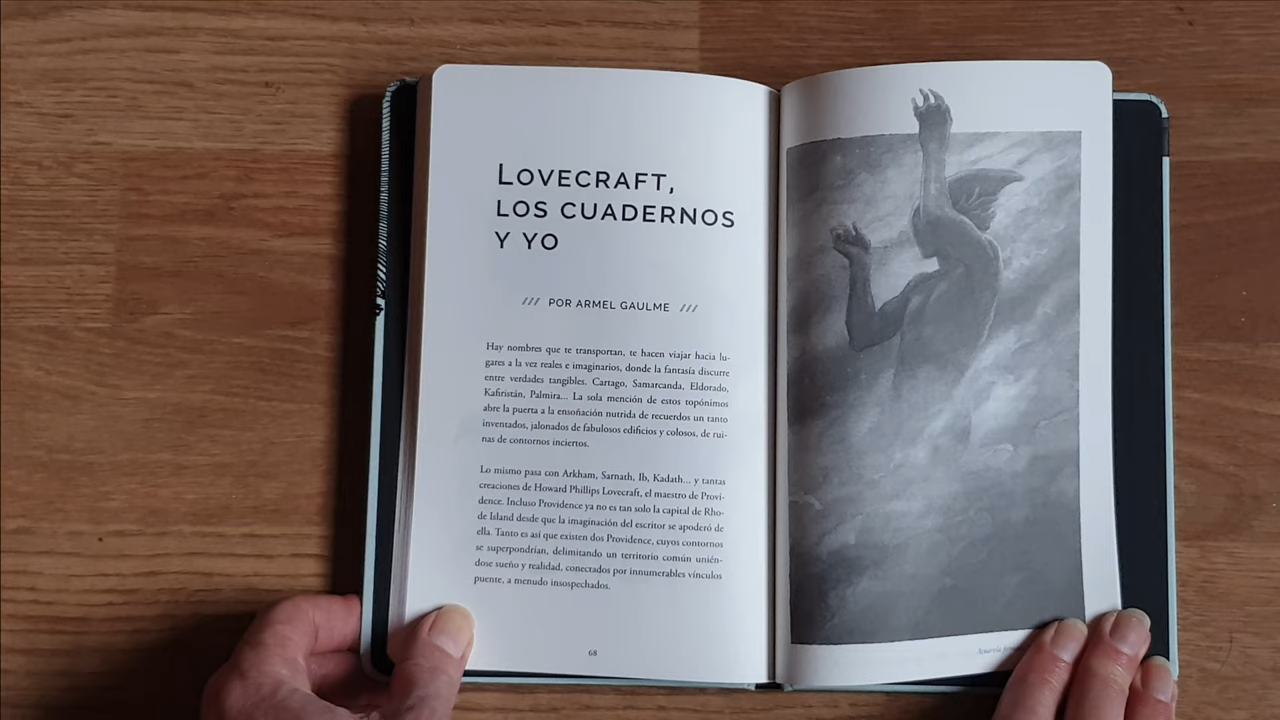 LOVECRAFT,
LOS CUADERNOS
Y YO
/// POR ARMEL GAULME ///
Hay nombres que te transportan, te hacen viajar hacia lu-
gares a la vez reales e imaginarios, donde la fantasía discurre
entre verdades tangibles. Cartago, Samarcanda, Eldorado,
Kafiristán, Palmira... La sola mención de estos topónimos
abre la puerta a la ensoñación nutrida de recuerdos un tanto
inventados, jalonados de fabulosos edificios y colosos, de rui-
nas de contornos inciertos.
Lo mismo pasa con Arkham, Sarnath, Ib, Kadath... y tantas
creaciones de Howard Phillips Lovecraft, el maestro de Provi-
dence. Incluso Providence ya no es tan solo la capital de Rho-
de Island desde que la imaginación del escritor se apoderó de
ella. Tanto es así que existen dos Providence, cuyos contornos
se superpondrían, delimitando un territorio común unién-
dose sueño y realidad, conectados por innumerables vínculos
puente, a menudo insospechados.
68
Acuarela